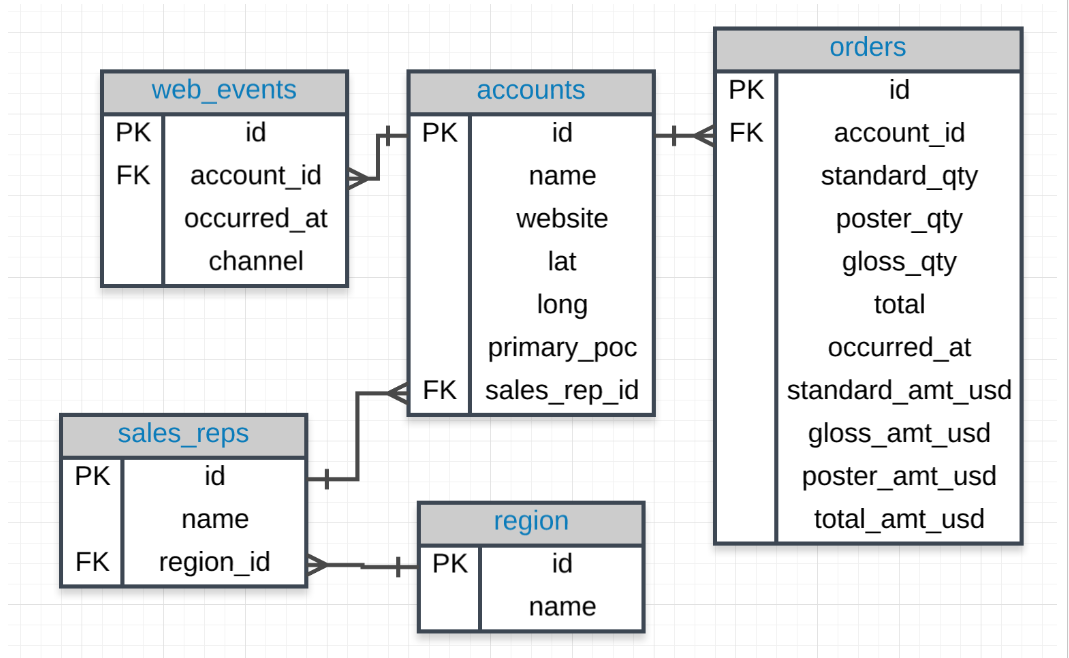 web_events
PK id
FK account_id
occurred_at
channel
accounts
PK id
name
website
lat
long
primary_poc
FK sales_rep_id
orders
PK id
FK account_id
standard_qty
poster_qty
gloss_qty
total
occurred_at
standard_amt_usd
gloss_amt_usd
poster_amt_usd
total_amt_usd
sales_reps
PK id
name
FK region_id
region
PK id
name